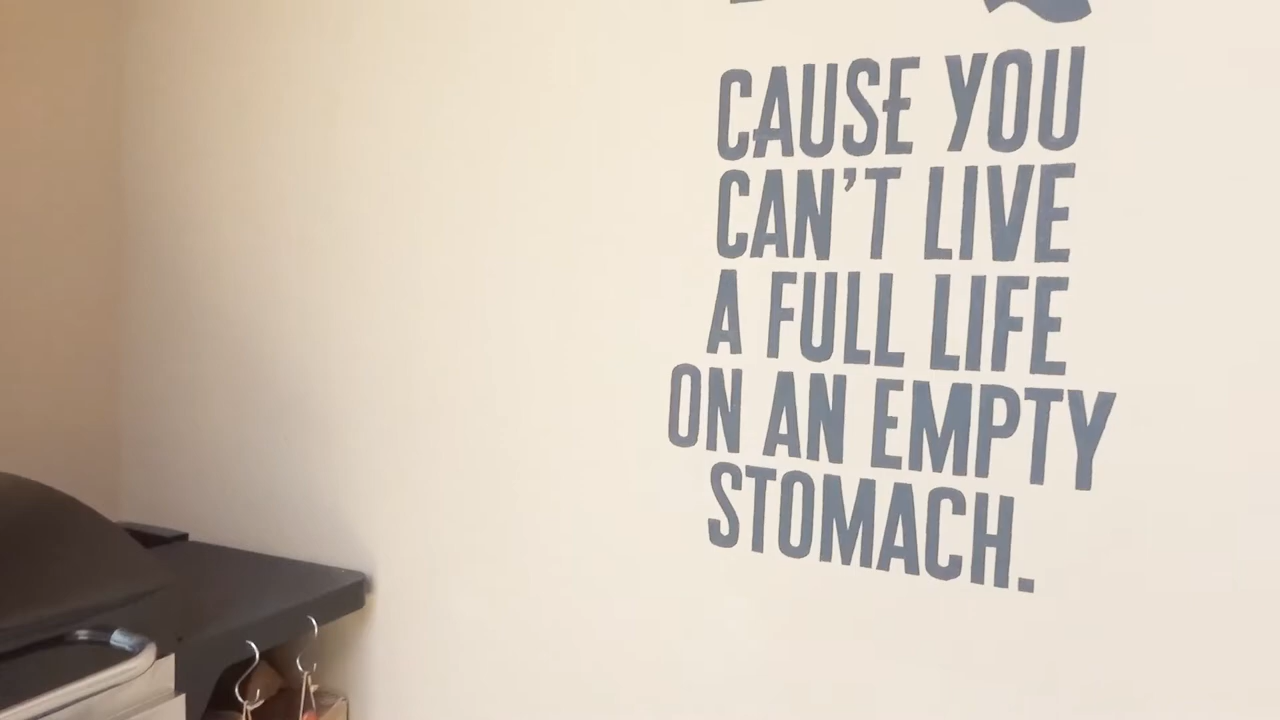 CAUSE YOU
CAN'T LIVE
A FULL LIFE
ON AN EMPTY
STOMACH.